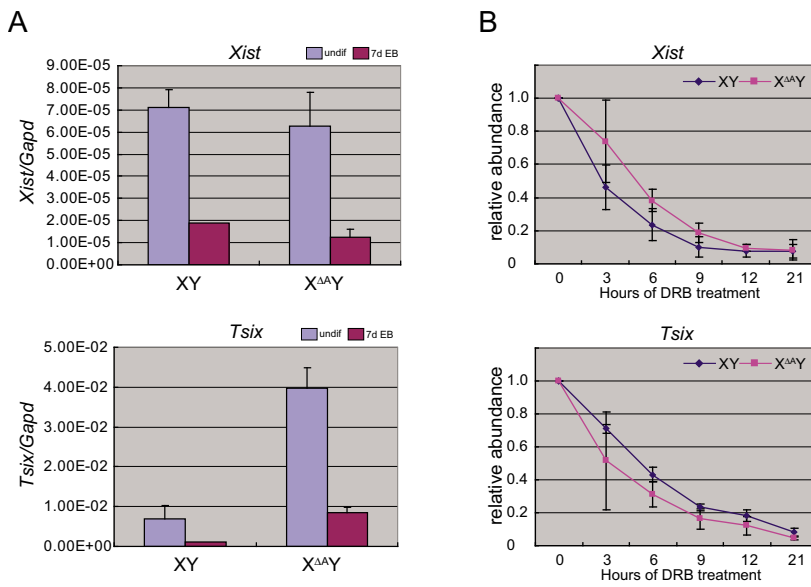 A
Xist
undif 7d EB
Xist/Gapd
9.00E-05
8.00E-05
7.00E-05
6.00E-05
5.00E-05
4.00E-05
3.00E-05
2.00E-05
1.00E-05
0.00E+00
XY XΔAY
Tsix
undif 7d EB
Tsix/Gapd
5.00E-02
4.00E-02
3.00E-02
2.00E-02
1.00E-02
0.00E+00
XY XΔAY
B
Xist
XY XΔAY
relative abundance
1.0
0.8
0.6
0.4
0.2
0
0 3 6 9 12 21
Hours of DRB treatment
Tsix
XY XΔAY
relative abundance
1.0
0.8
0.6
0.4
0.2
0
0 3 6 9 12 21
Hours of DRB treatment